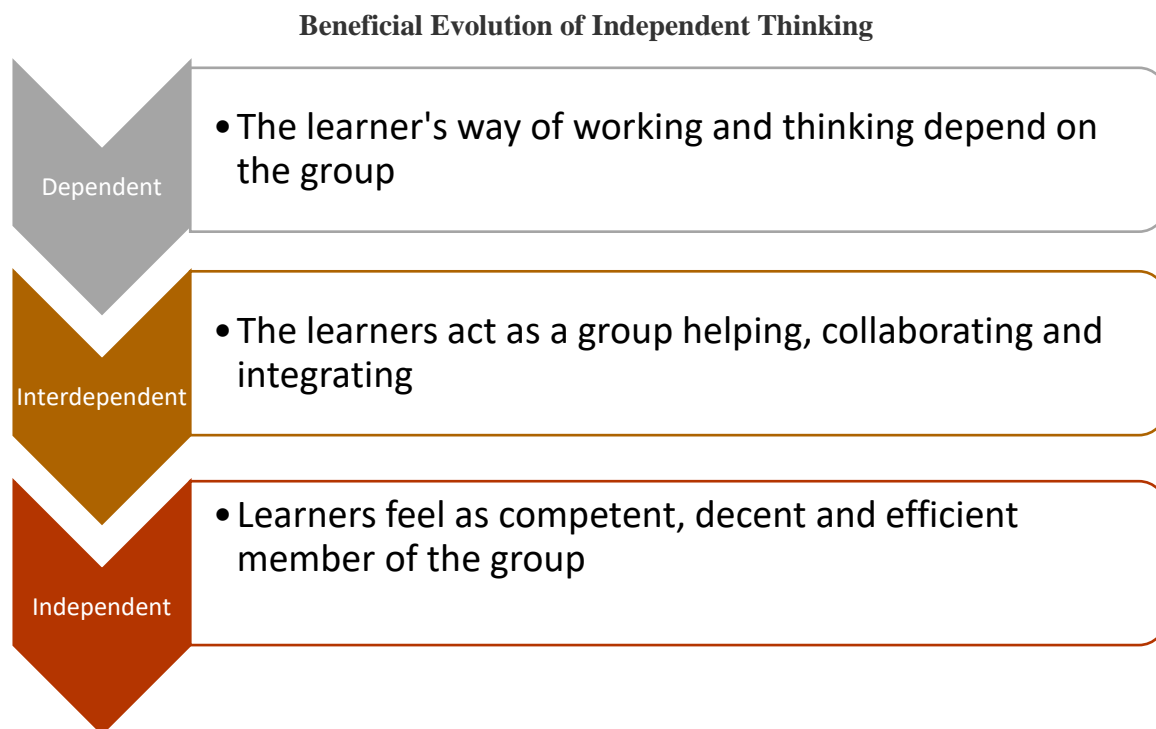 Beneficial Evolution of Independent Thinking
Dependent
•The learner's way of working and thinking depend on
the group
Interdependent
•The learners act as a group helping, collaborating and
integrating
Independent
•Learners feel as competent, decent and efficient
member of the group